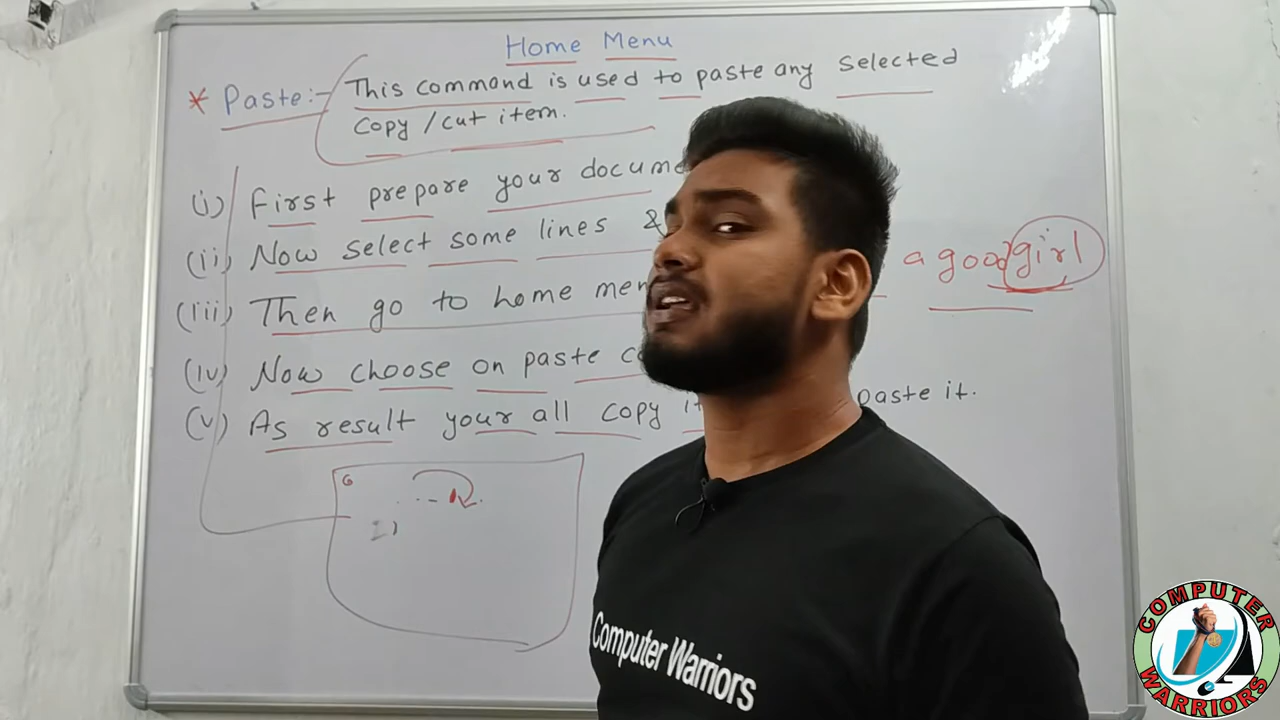 Home Menu
* Paste:- This command is used to paste any selected
copy / cut item.
(i) First prepare your docume
(ii) Now select some lines &
a good girl
(iii) Then go to home men
(iv) Now choose on paste c
(v) As result your all copy it paste it.
Computer Warriors
COMPUTER
WARRIORS